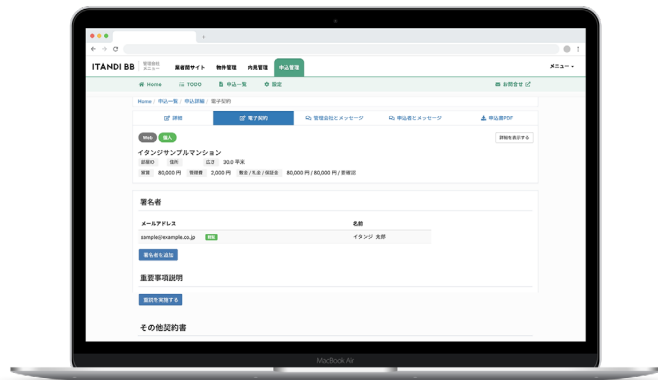 ITANDI BB 管理会社メニュー 業者間サイト 物件管理 内見管理 申込管理 メニュー
Home TODO 申込一覧 設定 お問合せ
Home / 申込一覧 / 申込詳細 / 電子契約
詳細 電子契約 管理会社とメッセージ 申込者とメッセージ 申込書PDF
Web 個人 詳細を表示する
イタンジサンプルマンション
部屋ID 住所 広さ 30.0 平米
賃貸 80,000 円 管理費 2,000 円 敷金 / 礼金 / 保証金 80,000 円 / 80,000 円 /
署名者
メールアドレス 名前
sample@example.co.jp イタンジ 太郎
署名者を追加
重要事項説明
重説を実施する
その他契約書
MacBook Air